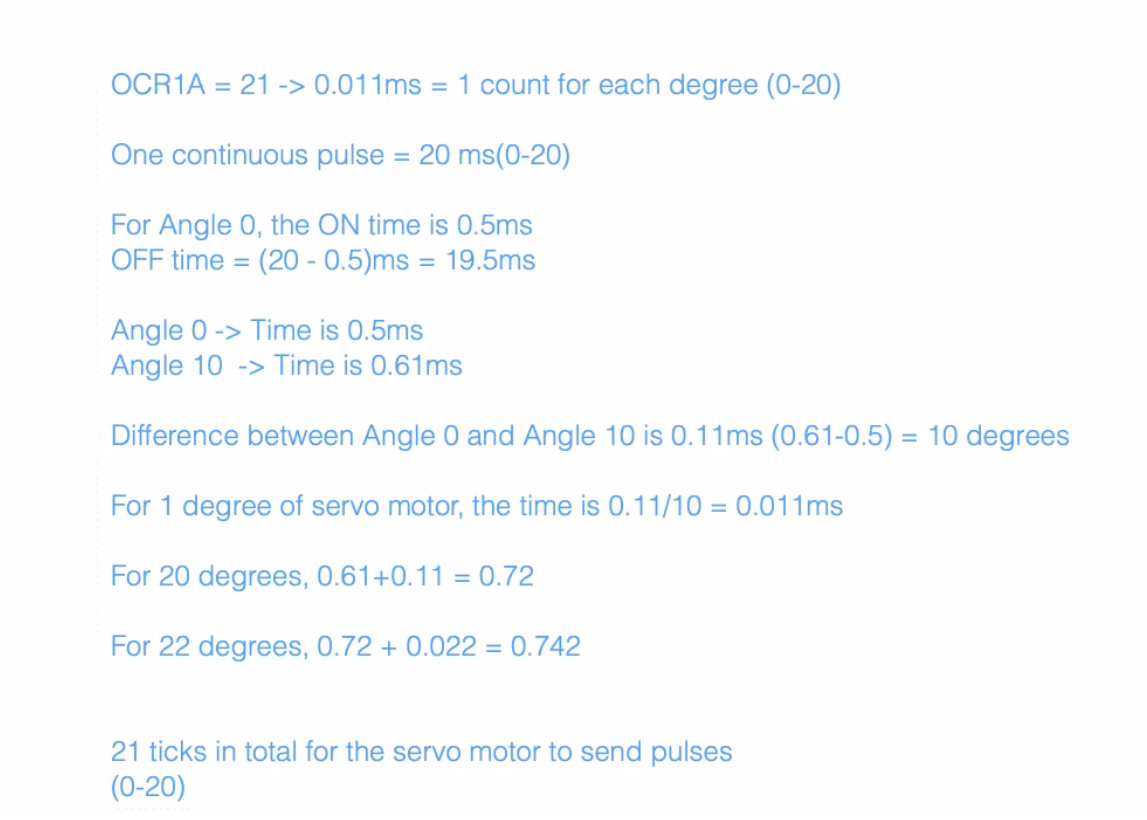 OCR1A = 21 -> 0.011ms = 1 count for each degree (0-20)
One continuous pulse = 20 ms(0-20)
For Angle 0, the ON time is 0.5ms
OFF time = (20 - 0.5)ms = 19.5ms
Angle 0 -> Time is 0.5ms
Angle 10  -> Time is 0.61ms
Difference between Angle 0 and Angle 10 is 0.11ms (0.61-0.5) = 10 degrees
For 1 degree of servo motor, the time is 0.11/10 = 0.011ms
For 20 degrees, 0.61+0.11 = 0.72
For 22 degrees, 0.72 + 0.022 = 0.742
21 ticks in total for the servo motor to send pulses
(0-20)